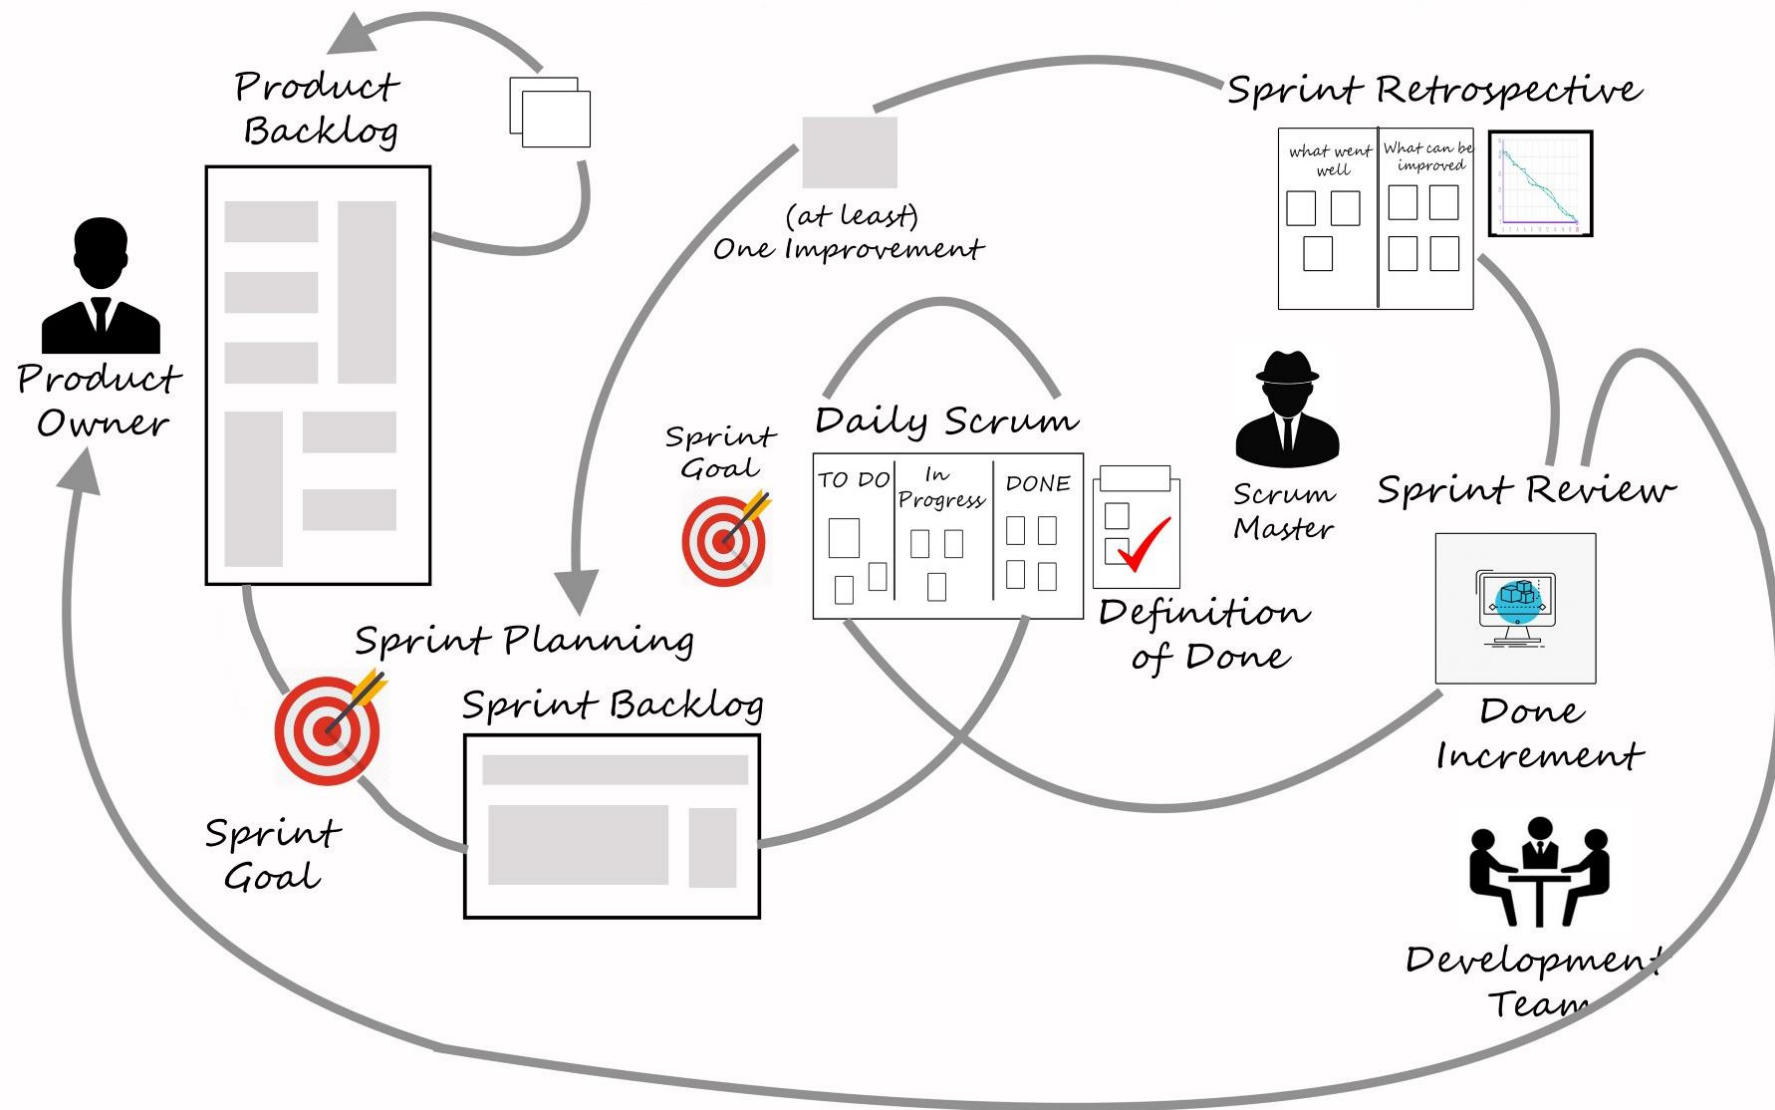 Product
Backlog
Product
Owner
(at least)
One Improvement
Sprint Retrospective
what went
well
What can be
improved
Sprint
Goal
Daily Scrum
TO DO
In
Progress
DONE
Definition
of Done
Scrum
Master
Sprint Review
Done
Increment
Sprint Planning
Sprint Backlog
Sprint
Goal
Development
Team